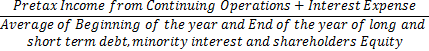 Pretax Income from Continuing Operations + Interest Expense
Average of Beginning of the year and End of the year of long and
short term debt, minority interest and shareholders Equity